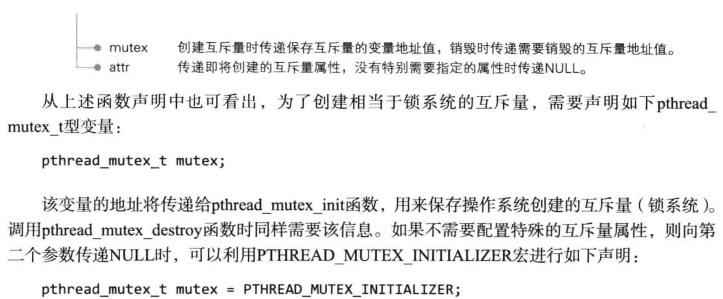 mutex 创建互斥量时传递保存互斥量的变量地址值，销毁时传递需要销毁的互斥量地址值。
attr 传递即将创建的互斥量属性，没有特别需要指定的属性时传递NULL。
从上述函数声明中也可看出，为了创建相当于锁系统的互斥量，需要声明如下pthread_
mutex_t型变量：
pthread_mutex_t mutex;
该变量的地址将传递给pthread_mutex_init函数，用来保存操作系统创建的互斥量（锁系统）。
调用pthread_mutex_destroy函数时同样需要该信息。如果不需要配置特殊的互斥量属性，则向第
二个参数传递NULL时，可以利用PTHREAD_MUTEX_INITIALIZER宏进行如下声明：
pthread_mutex_t mutex = PTHREAD_MUTEX_INITIALIZER;